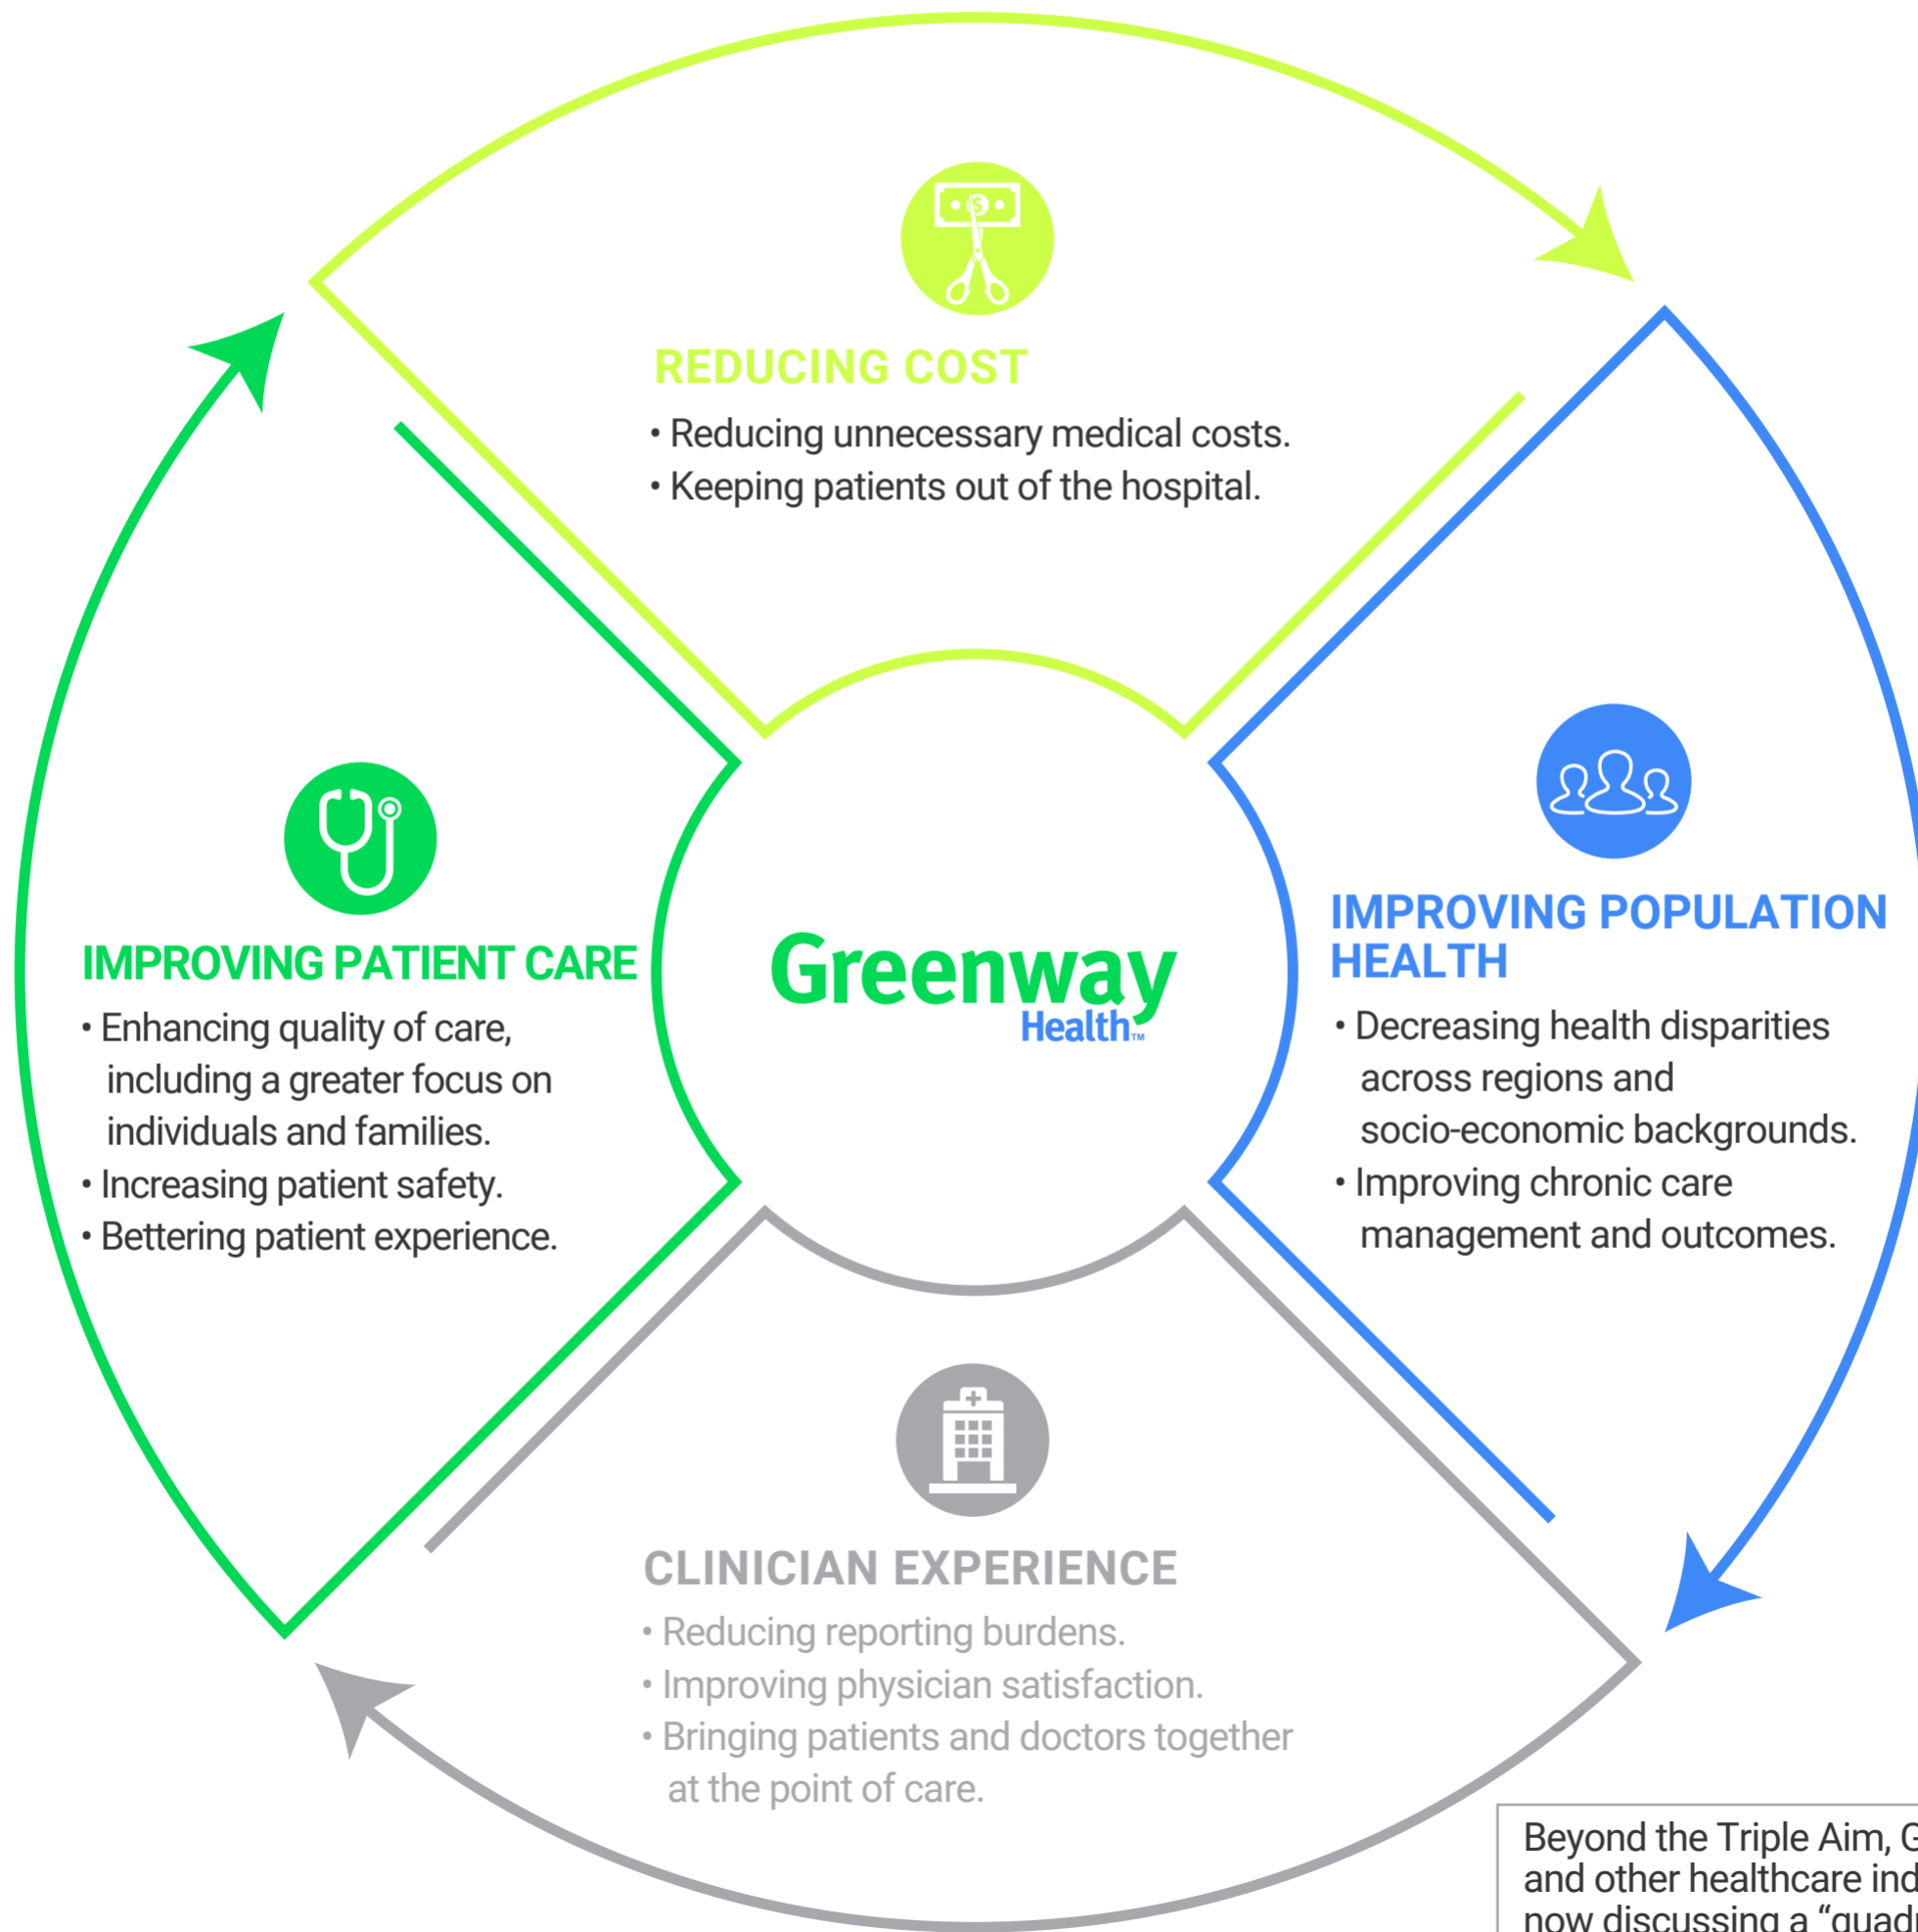 REDUCING COST
• Reducing unnecessary medical costs.
• Keeping patients out of the hospital.
IMPROVING PATIENT CARE
• Enhancing quality of care,
including a greater focus on
individuals and families.
• Increasing patient safety.
• Bettering patient experience.
Greenway
Health™
IMPROVING POPULATION
HEALTH
• Decreasing health disparities
across regions and
socio-economic backgrounds.
• Improving chronic care
management and outcomes.
CLINICIAN EXPERIENCE
• Reducing reporting burdens.
• Improving physician satisfaction.
• Bringing patients and doctors together
at the point of care.
Beyond the Triple Aim,
and other healthcare
now discussing a